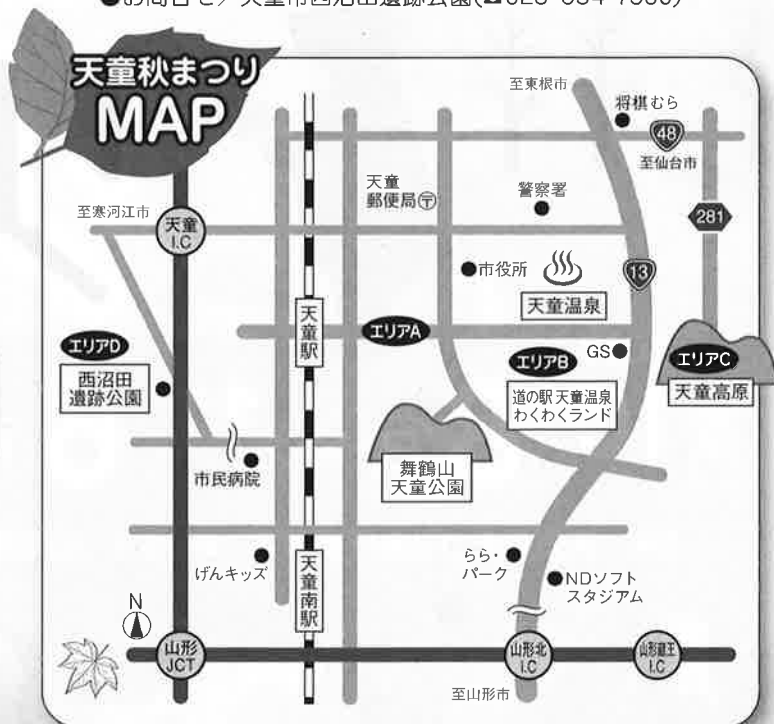 天童秋まつり
MAP
至東根市
将棋むら
48
至仙台市
天童
郵便局〒
警察署
281
至寒河江市
天童
I.C
市役所
13
天童温泉
天童駅
エリアA
エリアD
西沼田
遺跡公園
エリアB
GS
道の駅 天童温泉
わくわくランド
エリアC
天童高原
市民病院
舞鶴山
天童公園
げんキッズ
天童南駅
らら・
パーク
NDソフト
スタジアム
N
山形
JCT
山形北
I.C
山形蔵王
I.C
至山形市